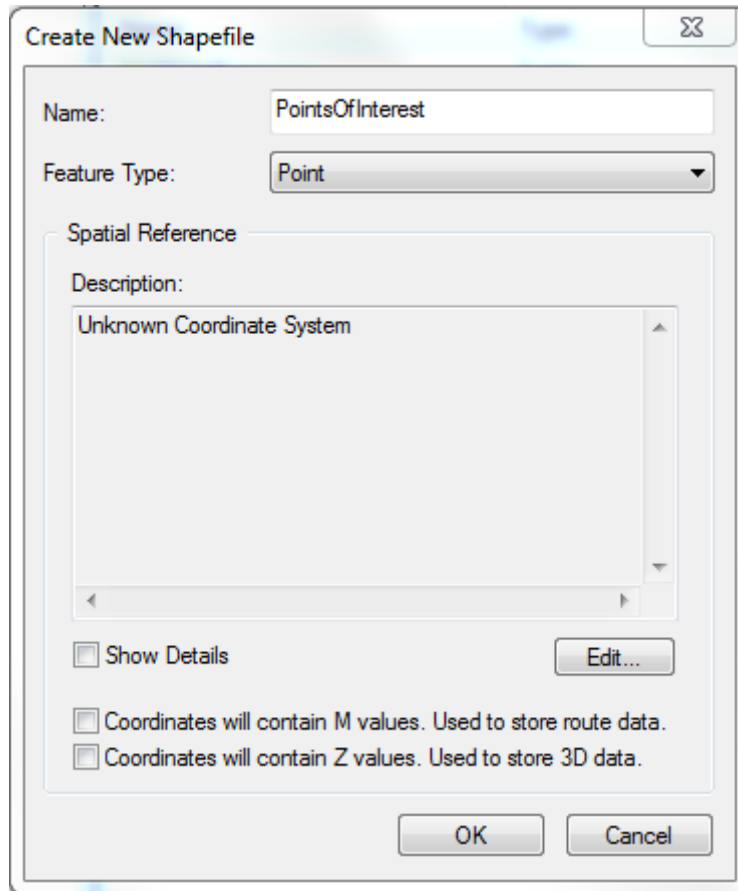 Create New Shapefile
Name:
PointsOfInterest
Feature Type:
Point
Spatial Reference
Description:
Unknown Coordinate System
Show Details
Edit...
Coordinates will contain M values. Used to store route data.
Coordinates will contain Z values. Used to store 3D data.
OK
Cancel